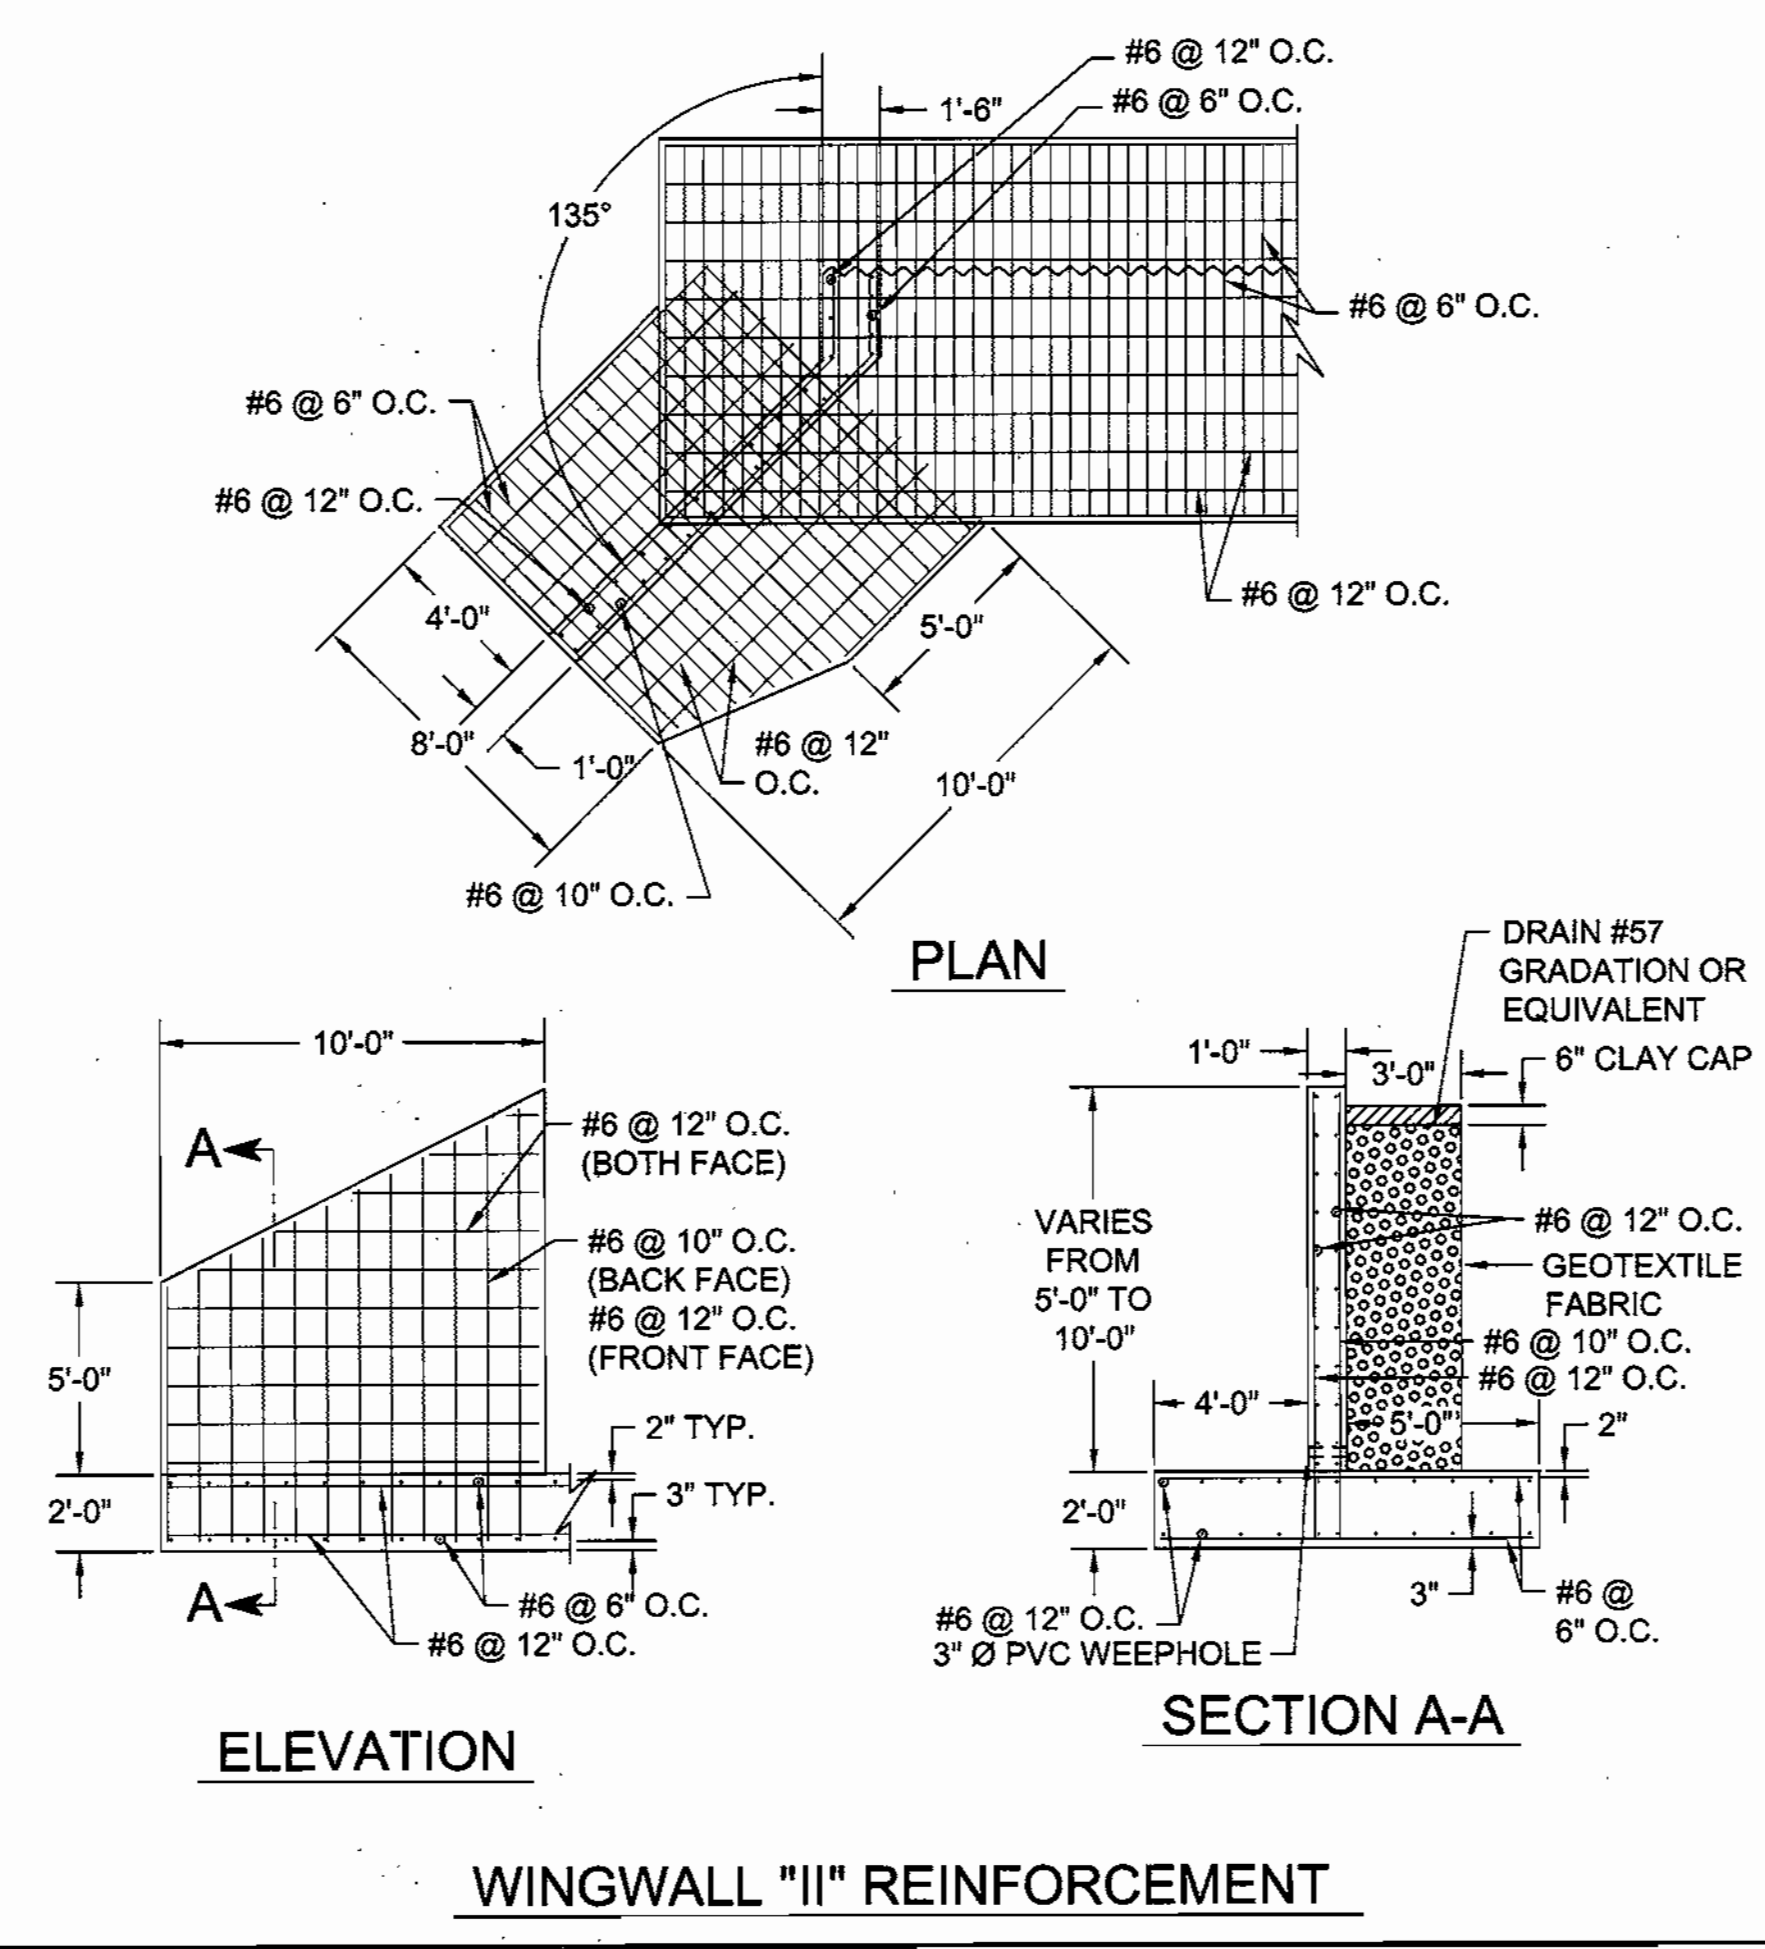 #6 @ 12" O.C.
#6 @ 6" O.C.
1'-6"
135°
#6 @ 6" O.C.
#6 @ 6" O.C.
#6 @ 12" O.C.
#6 @ 12" O.C.
4'-0"
5'-0"
8'-0"
1'-0"
#6 @ 12"
O.C.
10'-0"
#6 @ 10" O.C.
PLAN
DRAIN #57
GRADATION OR
EQUIVALENT
10'-0"
A
#6 @ 12" O.C.
(BOTH FACE)
#6 @ 10" O.C.
(BACK FACE)
#6 @ 12" O.C.
(FRONT FACE)
5'-0"
2" TYP.
2'-0"
3" TYP.
A
#6 @ 6" O.C.
#6 @ 12" O.C.
ELEVATION
1'-0"
3'-0"
6" CLAY CAP
VARIES
FROM
5'-0" TO
10'-0"
#6 @ 12" O.C.
GEOTEXTILE
FABRIC
#6 @ 10" O.C.
#6 @ 12" O.C.
4'-0"
5'-0"
2"
2'-0"
3"
#6 @
6" O.C.
#6 @ 12" O.C.
3" Ø PVC WEEPHOLE
SECTION A-A
WINGWALL "II" REINFORCEMENT